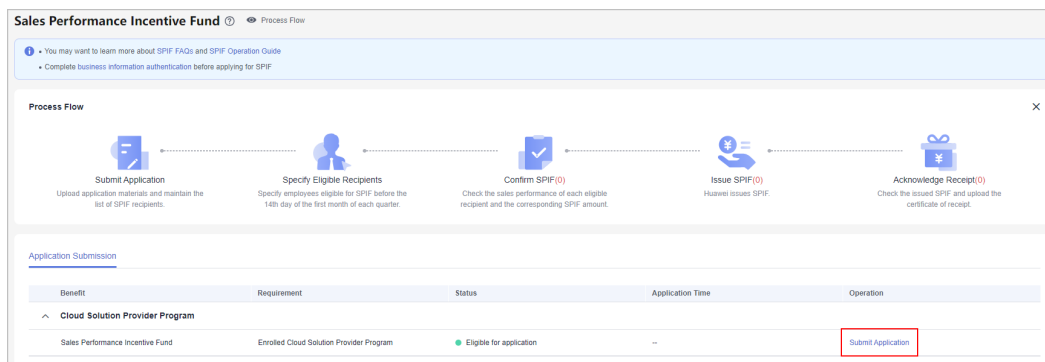 Sales Performance Incentive Fund ? Process Flow
• You may want to learn more about SPIF FAQs and SPIF Operation Guide
• Complete business information authentication before applying for SPIF
Process Flow
Submit Application
Upload application materials and maintain the
list of SPIF recipients.
Specify Eligible Recipients
Specify employees eligible for SPIF before the
14th day of the first month of each quarter.
Confirm SPIF(0)
Check the sales performance of each eligible
recipient and the corresponding SPIF amount.
¥
Issue SPIF(0)
Huawei issues SPIF.
¥
Acknowledge Receipt(0)
Check the issued SPIF and upload the
certificate of receipt.
Application Submission
Benefit Requirement Status Application Time Operation
Cloud Solution Provider Program
Sales Performance Incentive Fund Enrolled Cloud Solution Provider Program Eligible for application -- Submit Application